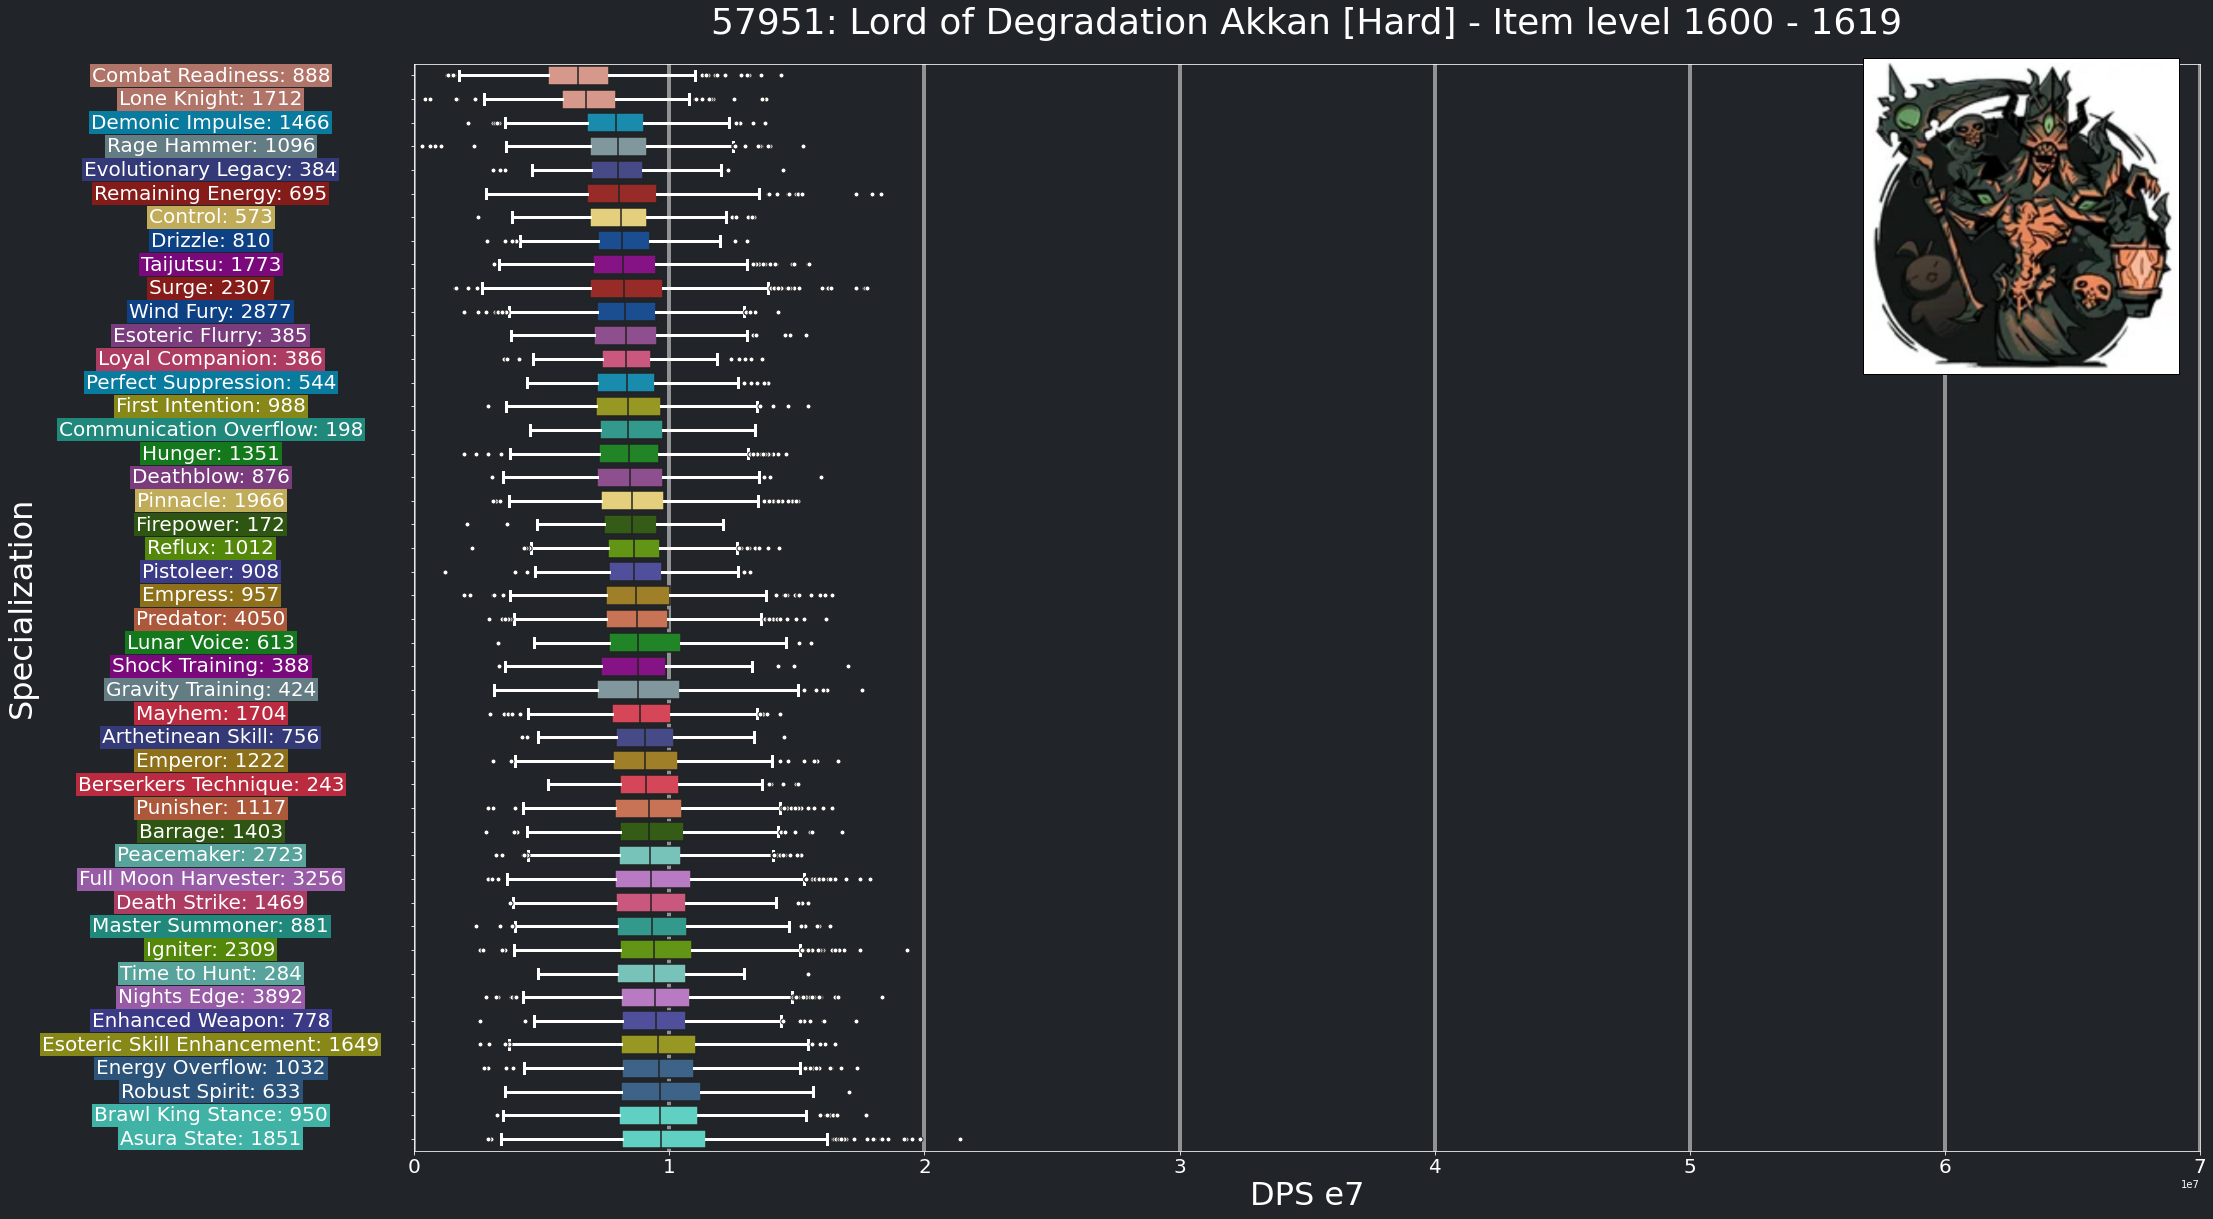 57951: Lord of Degradation Akkan [Hard] - Item level 1600 - 1619
Combat Readiness: 888
Lone Knight: 1712
Demonic Impulse: 1466
Rage Hammer: 1096
Evolutionary Legacy: 384
Remaining Energy: 695
Control: 573
Drizzle: 810
Taijutsu: 1773
Surge: 2307
Wind Fury: 2877
Esoteric Flurry: 385
Loyal Companion: 386
Perfect Suppression: 544
First Intention: 988
Communication Overflow: 198
Hunger: 1351
Deathblow: 876
Pinnacle: 1966
Firepower: 172
Reflux: 1012
Pistoleer: 908
Empress: 957
Predator: 4050
Lunar Voice: 613
Shock Training: 388
Gravity Training: 424
Mayhem: 1704
Arthetinean Skill: 756
Emperor: 1222
Berserkers Technique: 243
Punisher: 1117
Barrage: 1403
Peacemaker: 2723
Full Moon Harvester: 3256
Death Strike: 1469
Master Summoner: 881
Igniter: 2309
Time to Hunt: 284
Nights Edge: 3892
Enhanced Weapon: 778
Esoteric Skill Enhancement: 1649
Energy Overflow: 1032
Robust Spirit: 633
Brawl King Stance: 950
Asura State: 1851
Specialization
0 1 2 3 4 5 6 7
1e7
DPS e7